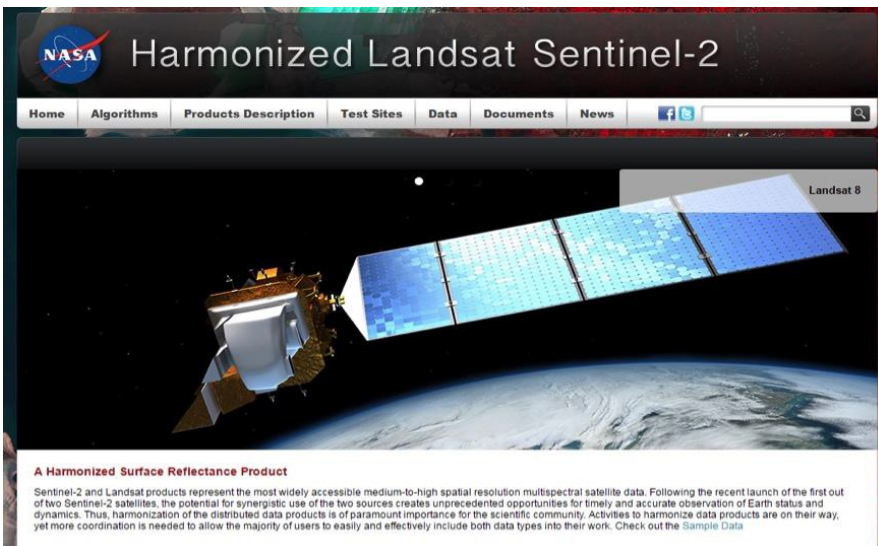 NASA
Harmonized Landsat Sentinel-2
Home Algorithms Products Description Test Sites Data Documents News
Landsat 8
A Harmonized Surface Reflectance Product
Sentinel-2 and Landsat products represent the most widely accessible medium-to-high spatial resolution multispectral satellite data. Following the recent launch of the first out
of two Sentinel-2 satellites, the potential for synergistic use of the two sources creates unprecedented opportunities for timely and accurate observation of Earth status and
dynamics. Thus, harmonization of the distributed data products is of paramount importance for the scientific community. Activities to harmonize data products are on their way,
yet more coordination is needed to allow the majority of users to easily and effectively include both data types into their work. Check out the Sample Data